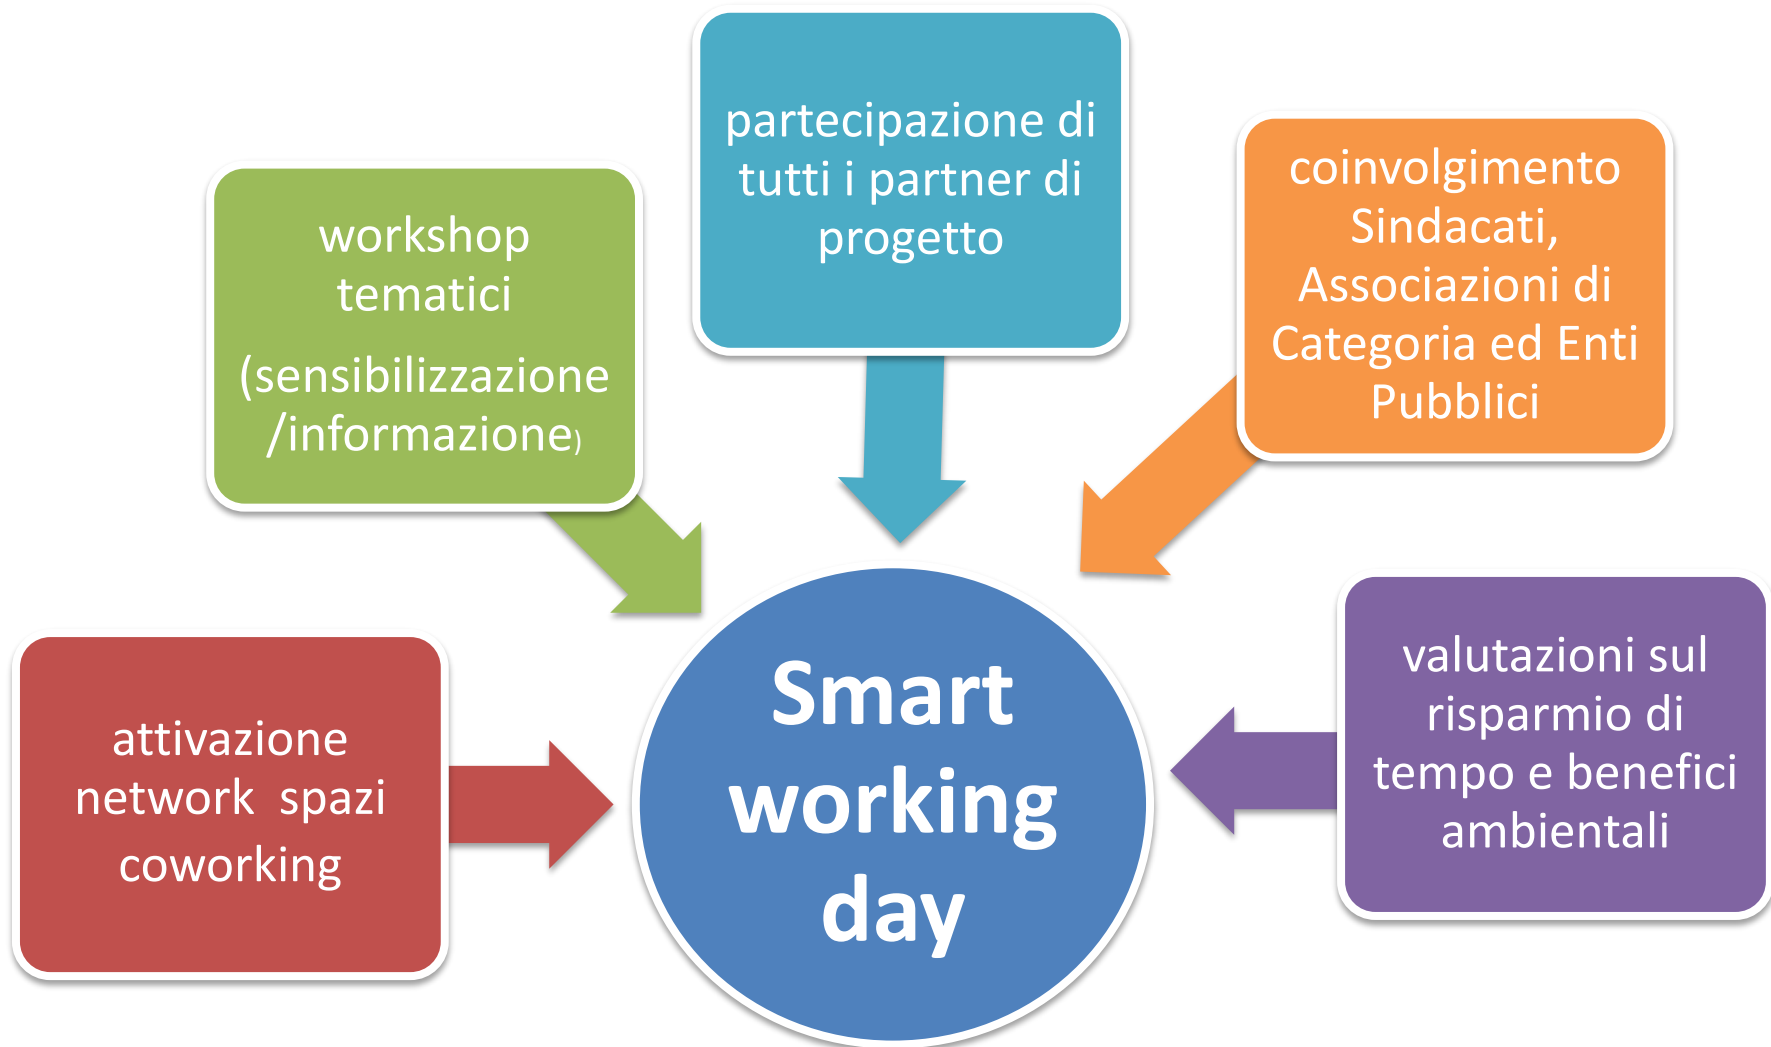 attivazione
network spazi
coworking
workshop
tematici
(sensibilizzazione
/informazione)
partecipazione di
tutti i partner di
progetto
coinvolgimento
Sindacati,
Associazioni di
Categoria ed Enti
Pubblici
valutazioni sul
risparmio di
tempo e benefici
ambientali
Smart
working
day